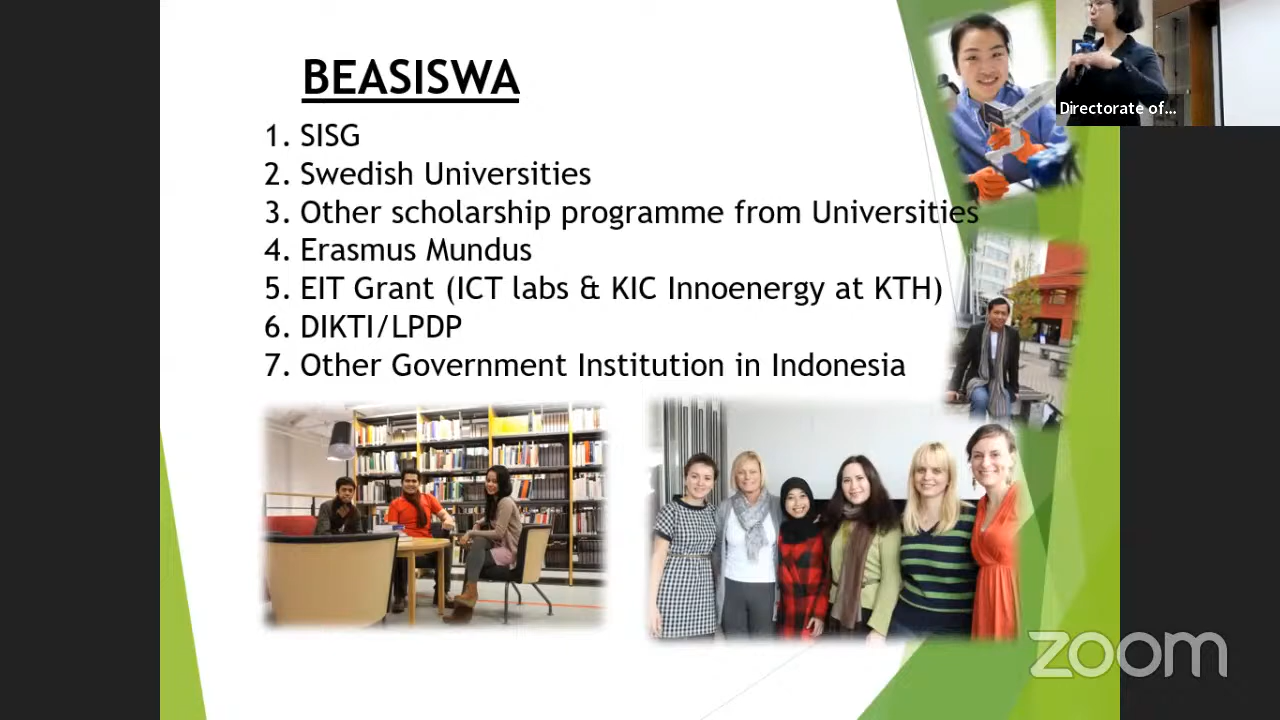 BEASISWA
1. SISG
2. Swedish Universities
3. Other scholarship programme from Universities
4. Erasmus Mundus
5. EIT Grant (ICT labs & KIC Innoenergy at KTH)
6. DIKTI/LPDP
7. Other Government Institution in Indonesia
Directorate of...
zoom